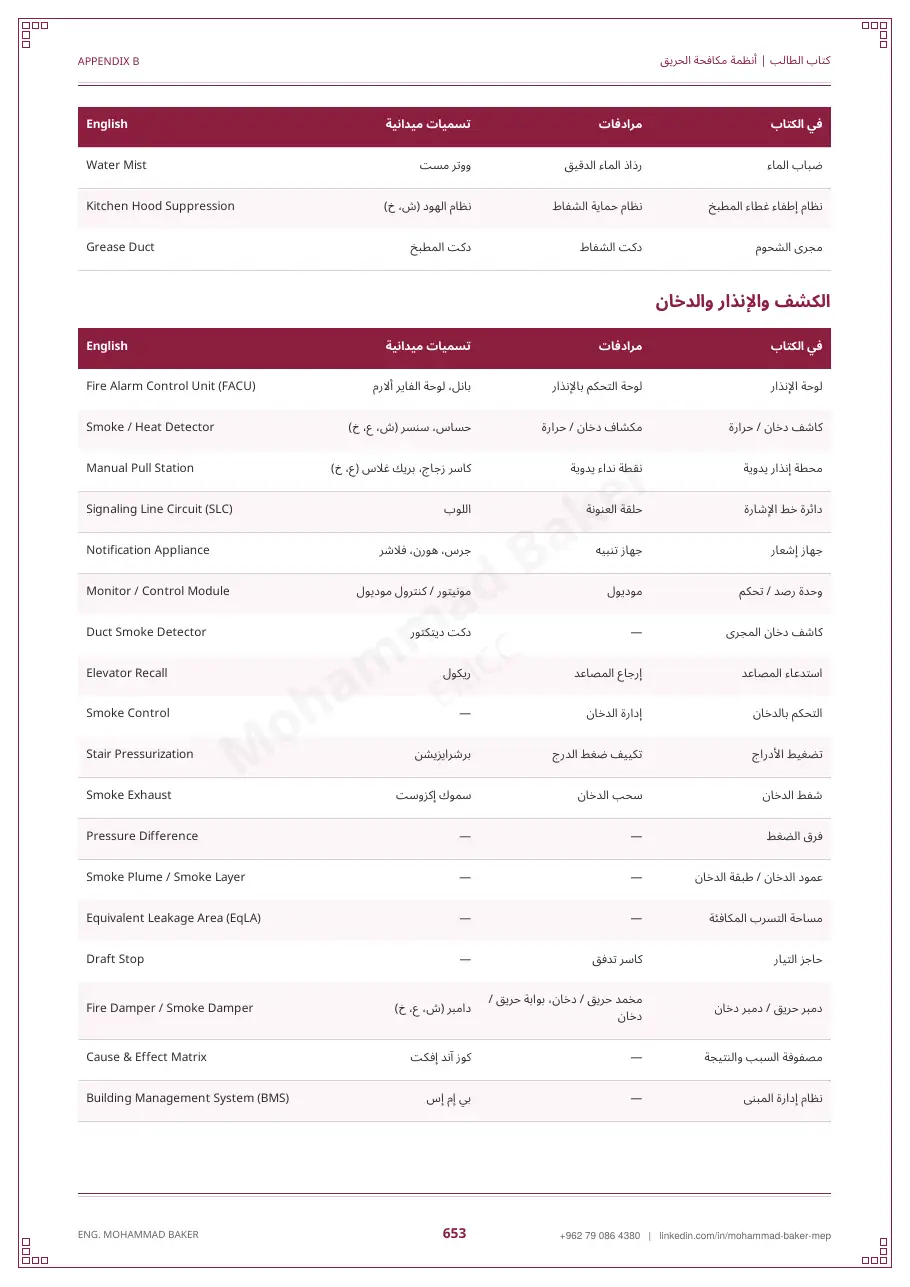 كتاب الطالب | أنظمة مكافحة الحريق
APPENDIX B
في الكتاب مرادفات تسميات ميدانية English
ضباب الماء رذاذ الماء الدقيق ووتر مست Water Mist
نظام إطفاء غطاء المطبخ نظام حماية الشفاط نظام الهود (ش، خ) Kitchen Hood Suppression
مجرى الشحوم دكت الشفاط دكت المطبخ Grease Duct
الكشف والإنذار والدخان
في الكتاب مرادفات تسميات ميدانية English
لوحة الإنذار لوحة التحكم بالإنذار بانل، لوحة الفاير ألارم Fire Alarm Control Unit (FACU)
كاشف دخان / حرارة مكشاف دخان / حرارة حساس، سنسر (ش، ع، خ) Smoke / Heat Detector
محطة إنذار يدوية نقطة نداء يدوية كاسر زجاج، بريك غلاس (ع، خ) Manual Pull Station
دائرة خط الإشارة حلقة العنونة اللوب Signaling Line Circuit (SLC)
جهاز إشعار جهاز تنبيه جرس، هورن، فلاشر Notification Appliance
وحدة رصد / تحكم موديول مونيتور / كنترول موديول Monitor / Control Module
كاشف دخان المجرى — دكت ديتكتور Duct Smoke Detector
استدعاء المصاعد إرجاع المصاعد ريكول Elevator Recall
التحكم بالدخان إدارة الدخان — Smoke Control
تضغيط الأدراج تكييف ضغط الدرج برشرايزيشن Stair Pressurization
شفط الدخان سحب الدخان سموك إكزوست Smoke Exhaust
فرق الضغط — — Pressure Difference
عمود الدخان / طبقة الدخان — — Smoke Plume / Smoke Layer
مساحة التسرب المكافئة — — Equivalent Leakage Area (EqLA)
حاجز التيار كاسر تدفق — Draft Stop
دمبر حريق / دمبر دخان مخمد حريق / دخان، بوابة حريق / دامبر (ش، ع، خ) Fire Damper / Smoke Damper
دخان
مصفوفة السبب والنتيجة — كوز آند إفكت Cause & Effect Matrix
نظام إدارة المبنى — بي إم إس Building Management System (BMS)
Mohammad Baker
EMCC
ENG. MOHAMMAD BAKER 653 +962 79 086 4380 | linkedin.com/in/mohammad-baker-mep